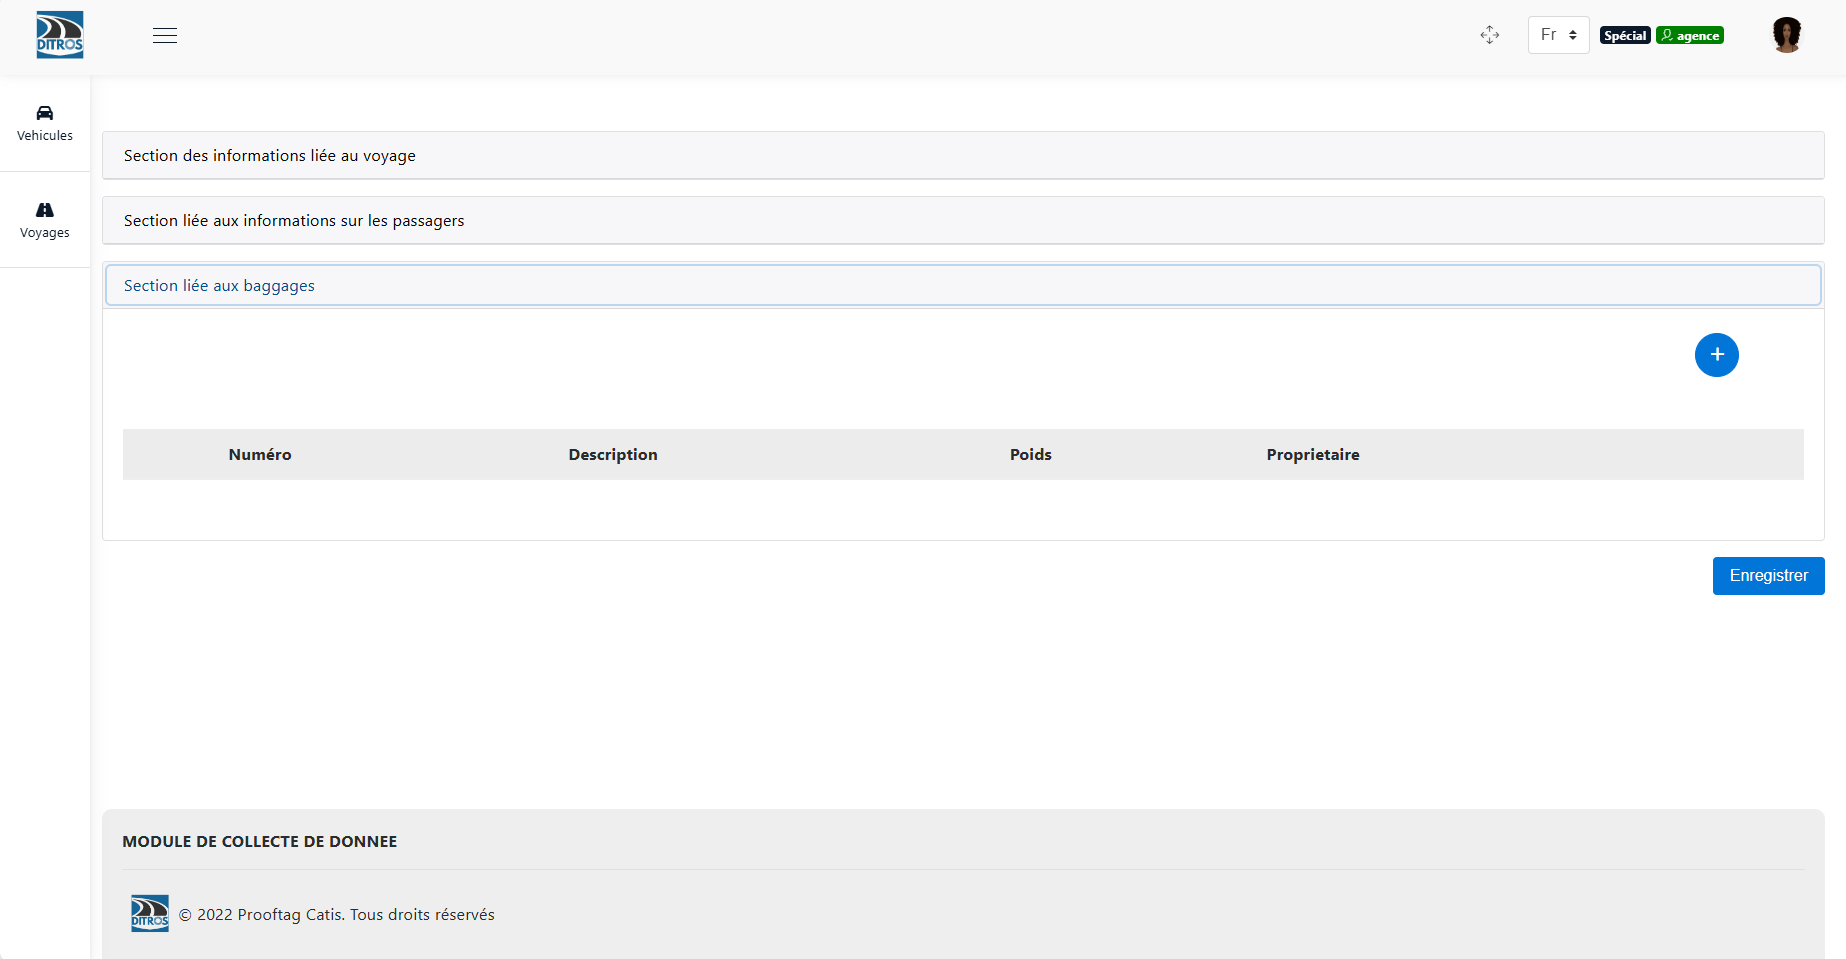 DITROS
Fr
Spécial
agence
Vehicules
Voyages
Section des informations liée au voyage
Section liée aux informations sur les passagers
Section liée aux baggages
+
Numéro Description Poids Proprietaire
Enregistrer
MODULE DE COLLECTE DE DONNEE
DITROS
© 2022 Prooftag Catis. Tous droits réservés